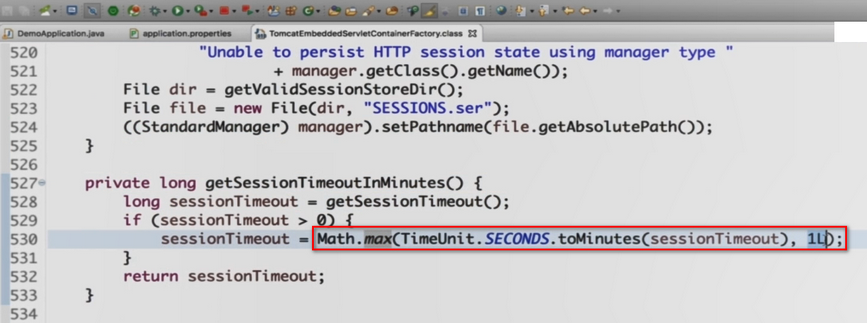 DemoApplication.java application.properties TomcatEmbeddedServletContainerFactory.class
520 "Unable to persist HTTP session state using manager type "
521 + manager.getClass().getName());
522 File dir = getValidSessionStoreDir();
523 File file = new File(dir, "SESSIONS.ser");
524 ((StandardManager) manager).setPathname(file.getAbsolutePath());
525 }
526
527 private long getSessionTimeoutInMinutes() {
528 long sessionTimeout = getSessionTimeout();
529 if (sessionTimeout > 0) {
530 sessionTimeout = Math.max(TimeUnit.SECONDS.toMinutes(sessionTimeout), 1L);
531 }
532 return sessionTimeout;
533 }
534